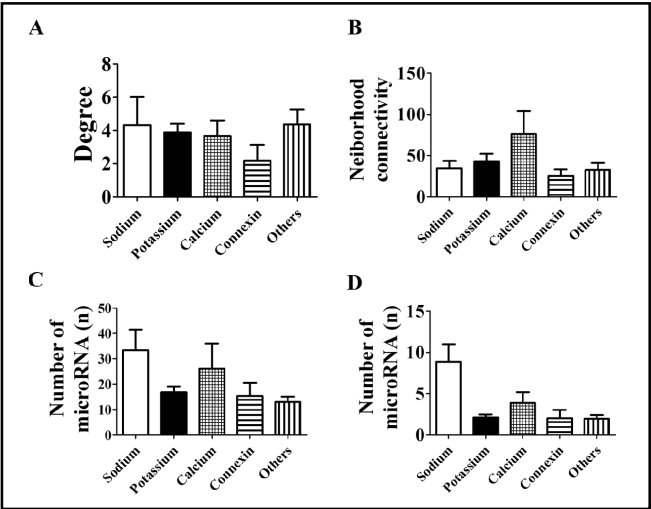 A
Degree
8
6
4
2
0
Sodium
Potassium
Calcium
Connexin
Others
B
Neiborhood
connectivity
150
100
50
0
Sodium
Potassium
Calcium
Connexin
Others
C
Number of
microRNA (n)
50
40
30
20
10
0
Sodium
Potassium
Calcium
Connexin
Others
D
Number of
microRNA (n)
15
10
5
0
Sodium
Potassium
Calcium
Connexin
Others